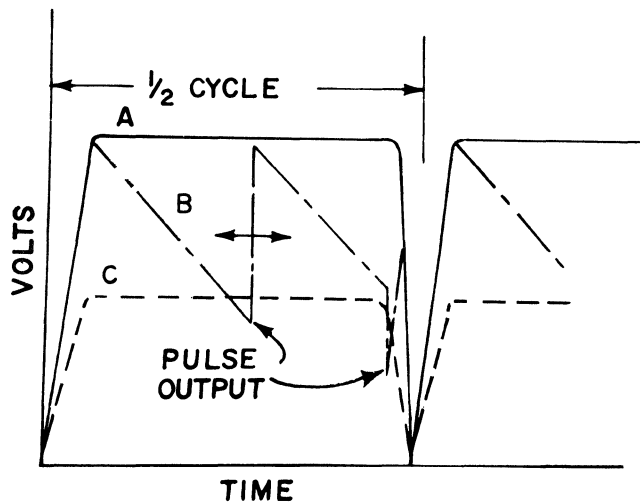 ½ CYCLE
A
B
VOLTS
C
PULSE
OUTPUT
TIME